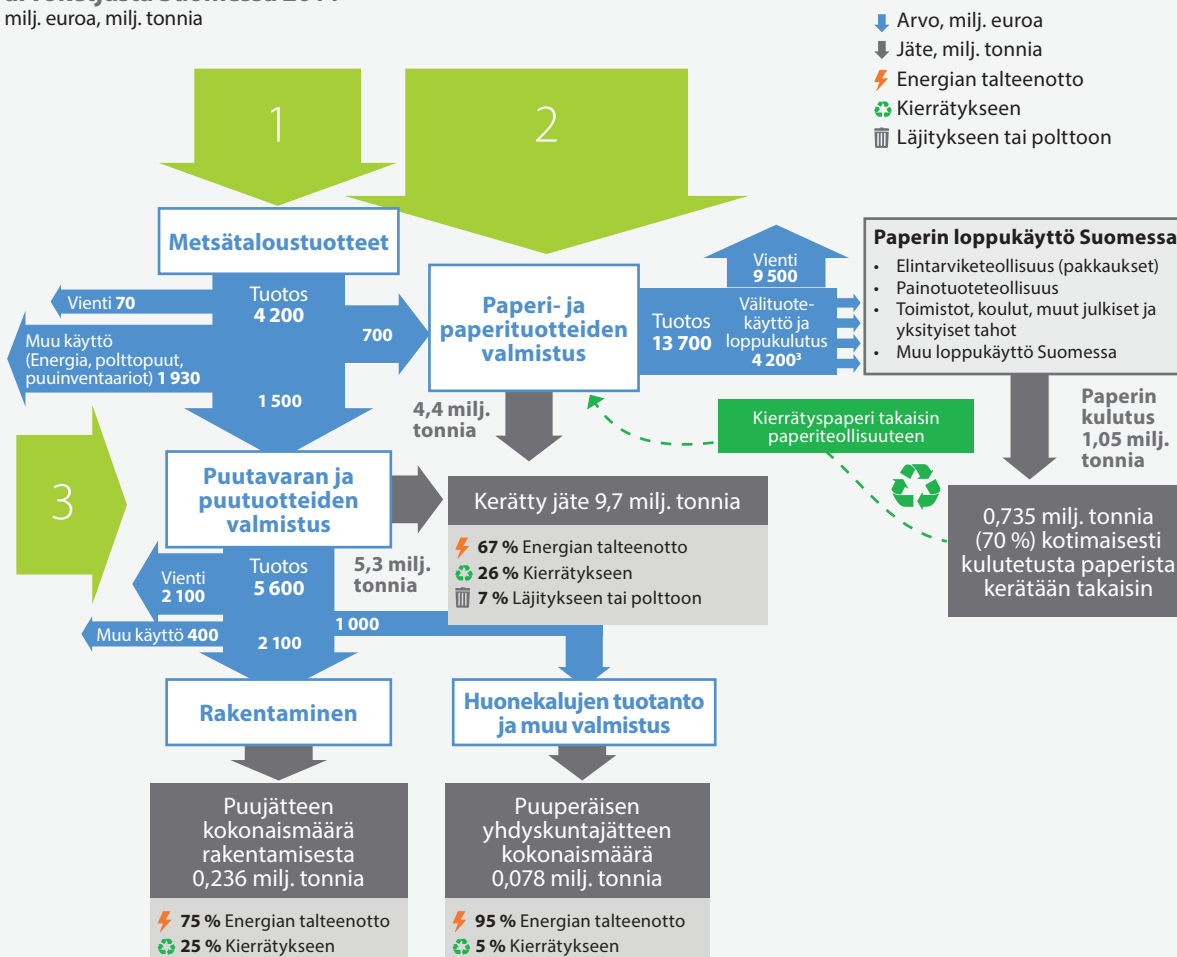 milj. euroa, milj. tonnia
Arvo, milj. euroa
Jäte, milj. tonnia
Energian talteenotto
Kierrätykseen
Läjitykseen tai polttoon
1
2
Metsätaloustuotteet
Vienti 70
Tuotos
4 200
700
Muu käyttö
(Energia, polttopuut,
puuinventaariot) 1 930
1 500
Paperi- ja
paperituotteiden
valmistus
Tuotos
13 700
Vienti
9 500
Välituote-
käyttö ja
loppukulutus
4 200³
Paperin loppukäyttö Suomessa
• Elintarviketeollisuus (pakkaukset)
• Painotuoteteollisuus
• Toimistot, koulut, muut julkiset ja
yksityiset tahot
• Muu loppukäyttö Suomessa
4,4 milj.
tonnia
Kierrätyspaperi takaisin
paperiteollisuuteen
Paperin
kulutus
1,05 milj.
tonnia
3
Puutavaran ja
puutuotteiden
valmistus
Kerätty jäte 9,7 milj. tonnia
67 % Energian talteenotto
26 % Kierrätykseen
7 % Läjitykseen tai polttoon
0,735 milj. tonnia
(70 %) kotimaisesti
kulutetusta paperista
kerätään takaisin
5,3 milj.
tonnia
Vienti
2 100
Tuotos
5 600
Muu käyttö 400
2 100
1 000
Rakentaminen
Huonekalujen tuotanto
ja muu valmistus
Puujätteen
kokonaismäärä
rakentamisesta
0,236 milj. tonnia
75 % Energian talteenotto
25 % Kierrätykseen
Puuperäisen
yhdyskuntajätteen
kokonaismäärä
0,078 milj. tonnia
95 % Energian talteenotto
5 % Kierrätykseen